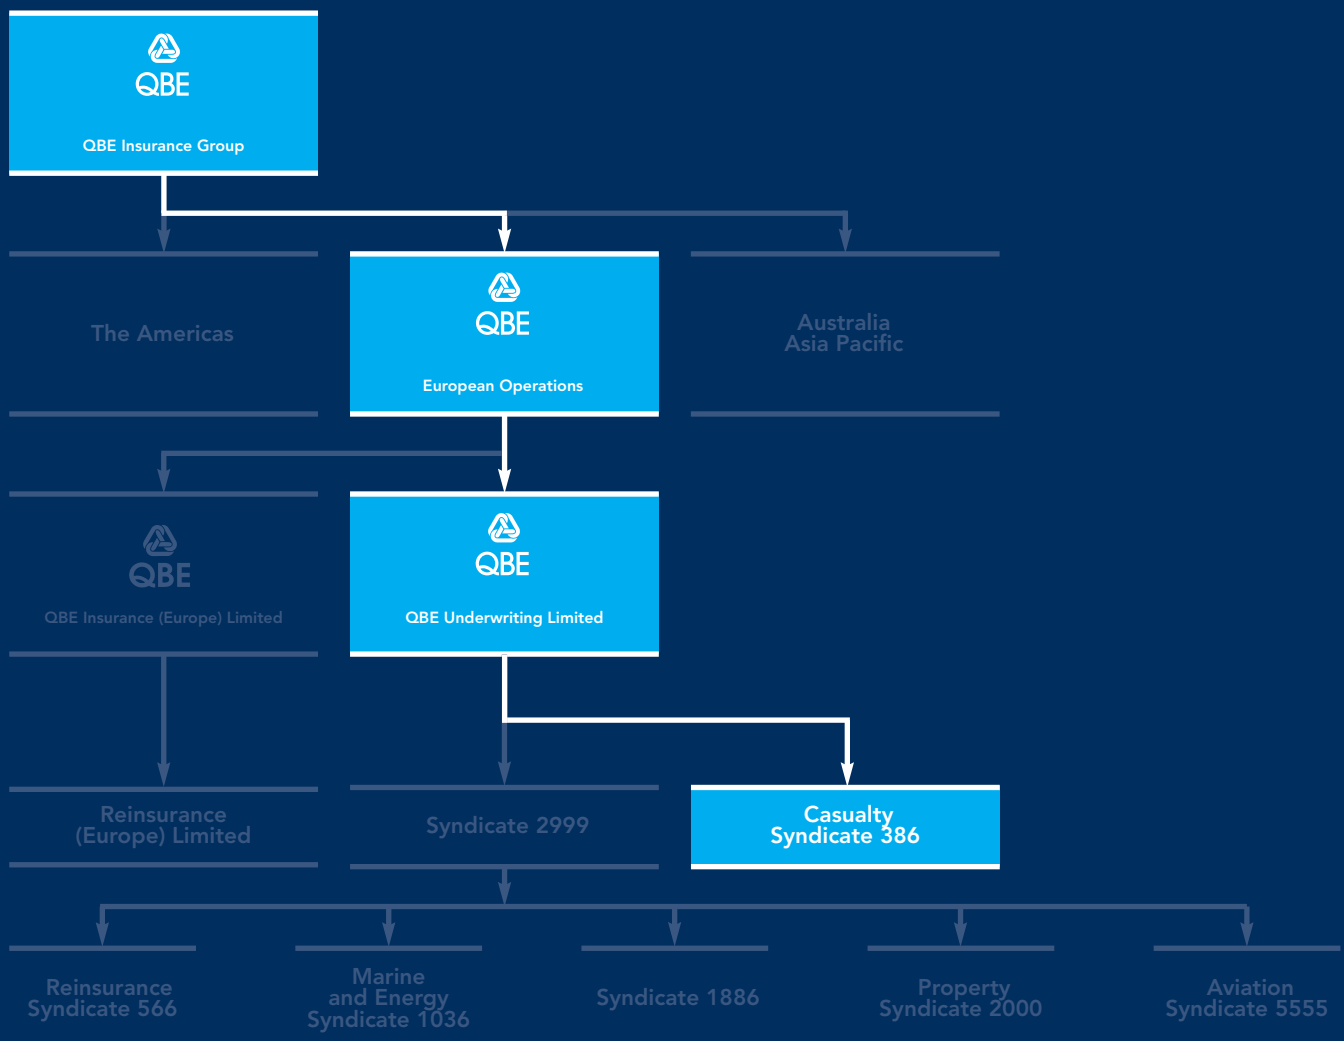 QBE
QBE Insurance Group
The Americas
QBE
European Operations
Australia
Asia Pacific
QBE
QBE Insurance (Europe) Limited
QBE
QBE Underwriting Limited
Reinsurance
(Europe) Limited
Syndicate 2999
Casualty
Syndicate 386
Reinsurance
Syndicate 566
Marine
and Energy
Syndicate 1036
Syndicate 1886
Property
Syndicate 2000
Aviation
Syndicate 5555